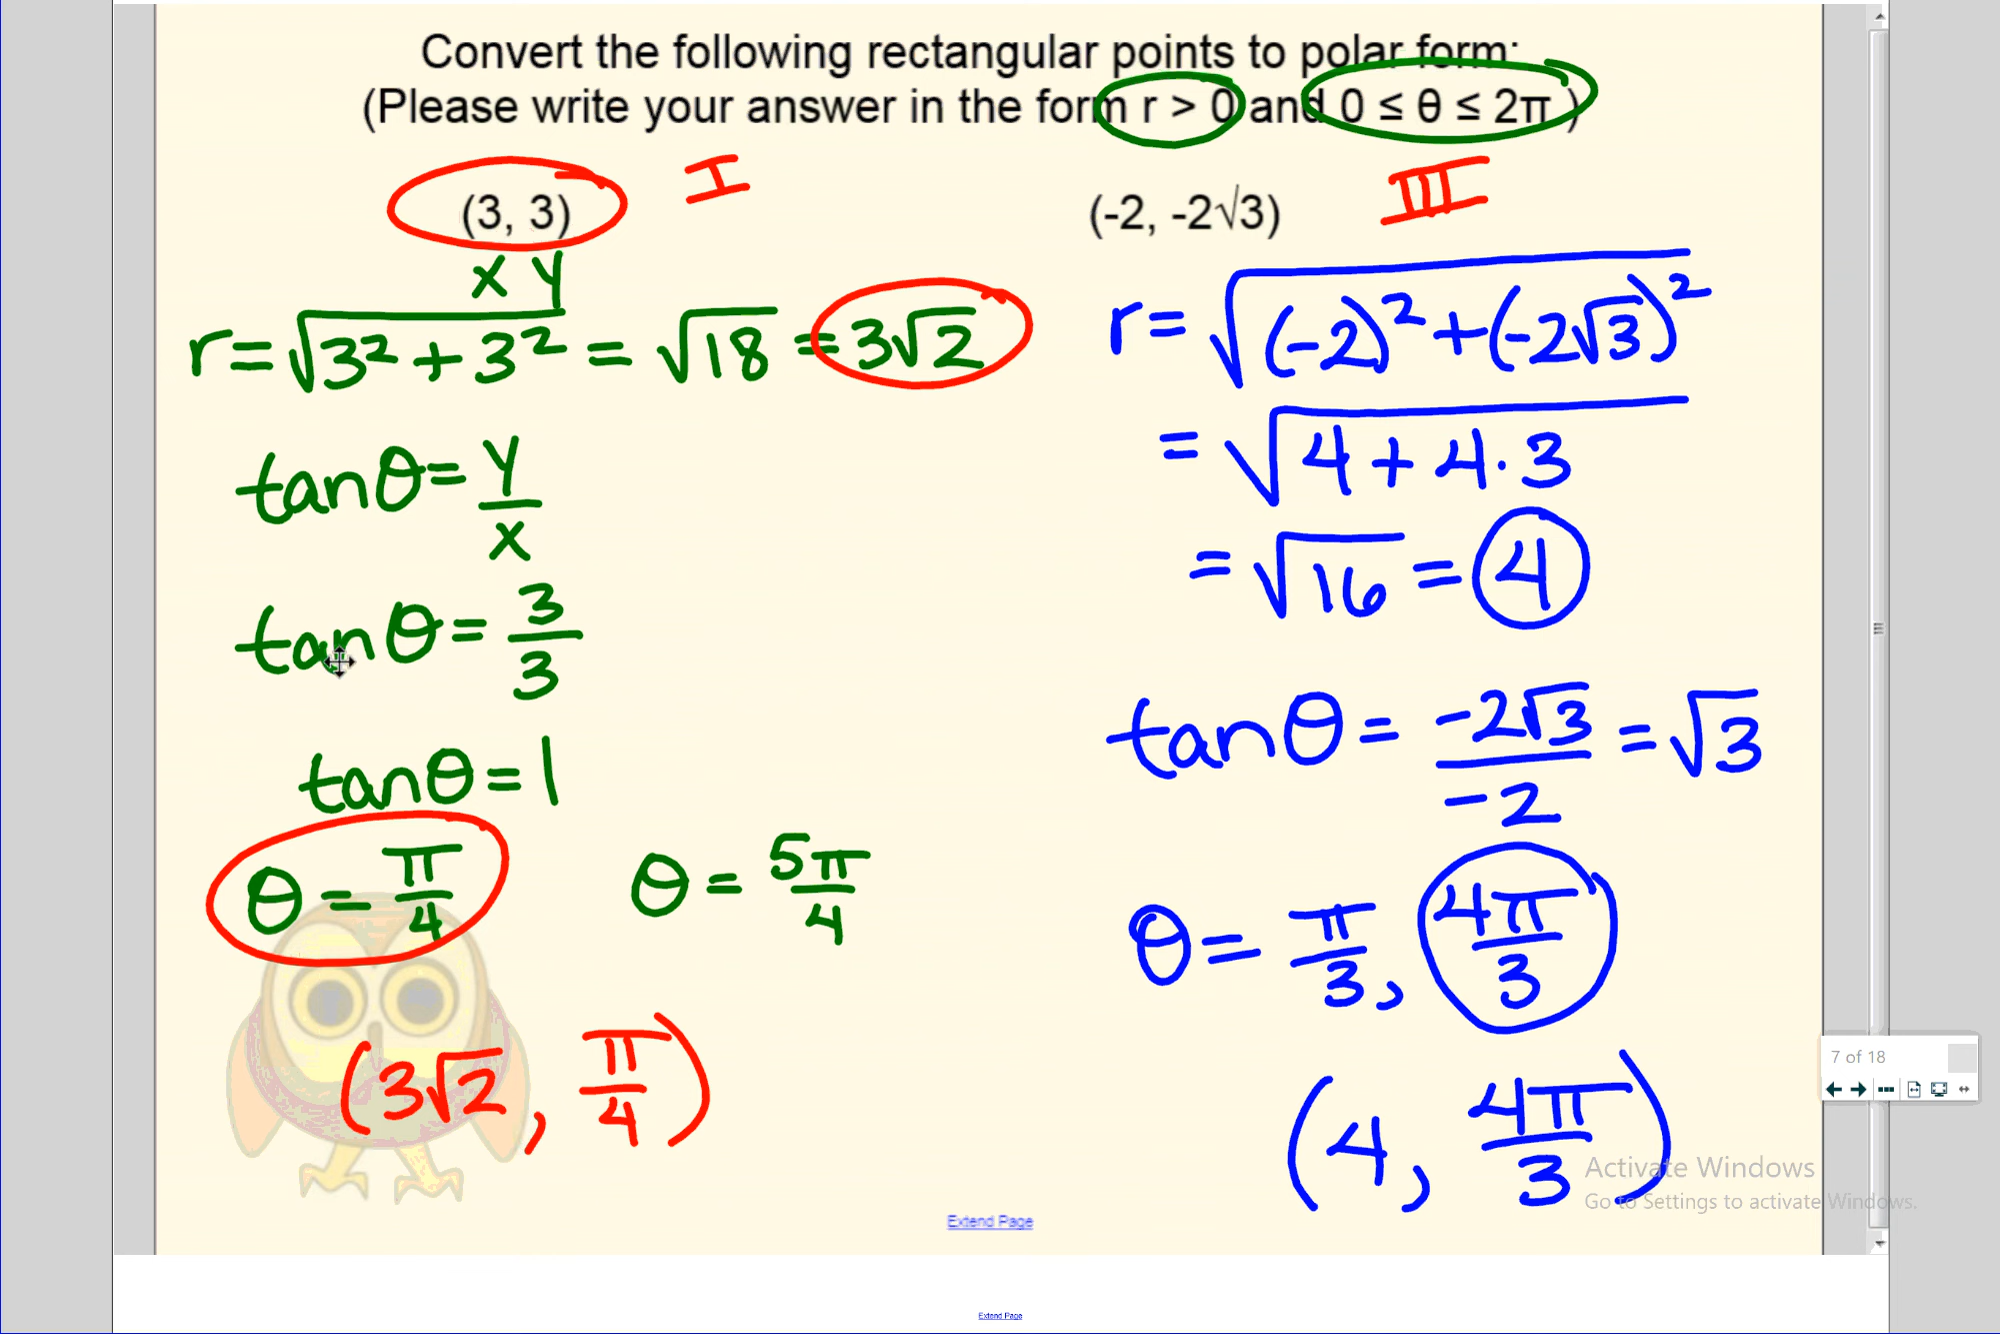 Convert the following rectangular points to polar form:
(Please write your answer in the form r > 0 and 0 ≤ θ ≤ 2π )
(3, 3)
I
x y
r = √3² + 3² = √18 = 3√2
tanθ = y/x
tanθ = 3/3
tanθ = 1
θ = π/4
θ = 5π/4
(3√2, π/4)
(-2, -2√3)
III
r = √(-2)² + (-2√3)²
= √4 + 4·3
= √16 = 4
tanθ = -2√3/-2 = √3
θ = π/3, 4π/3
(4, 4π/3)
7 of 18
Activate Windows
Go to Settings to activate Windows.
Extend Page
Extend Page